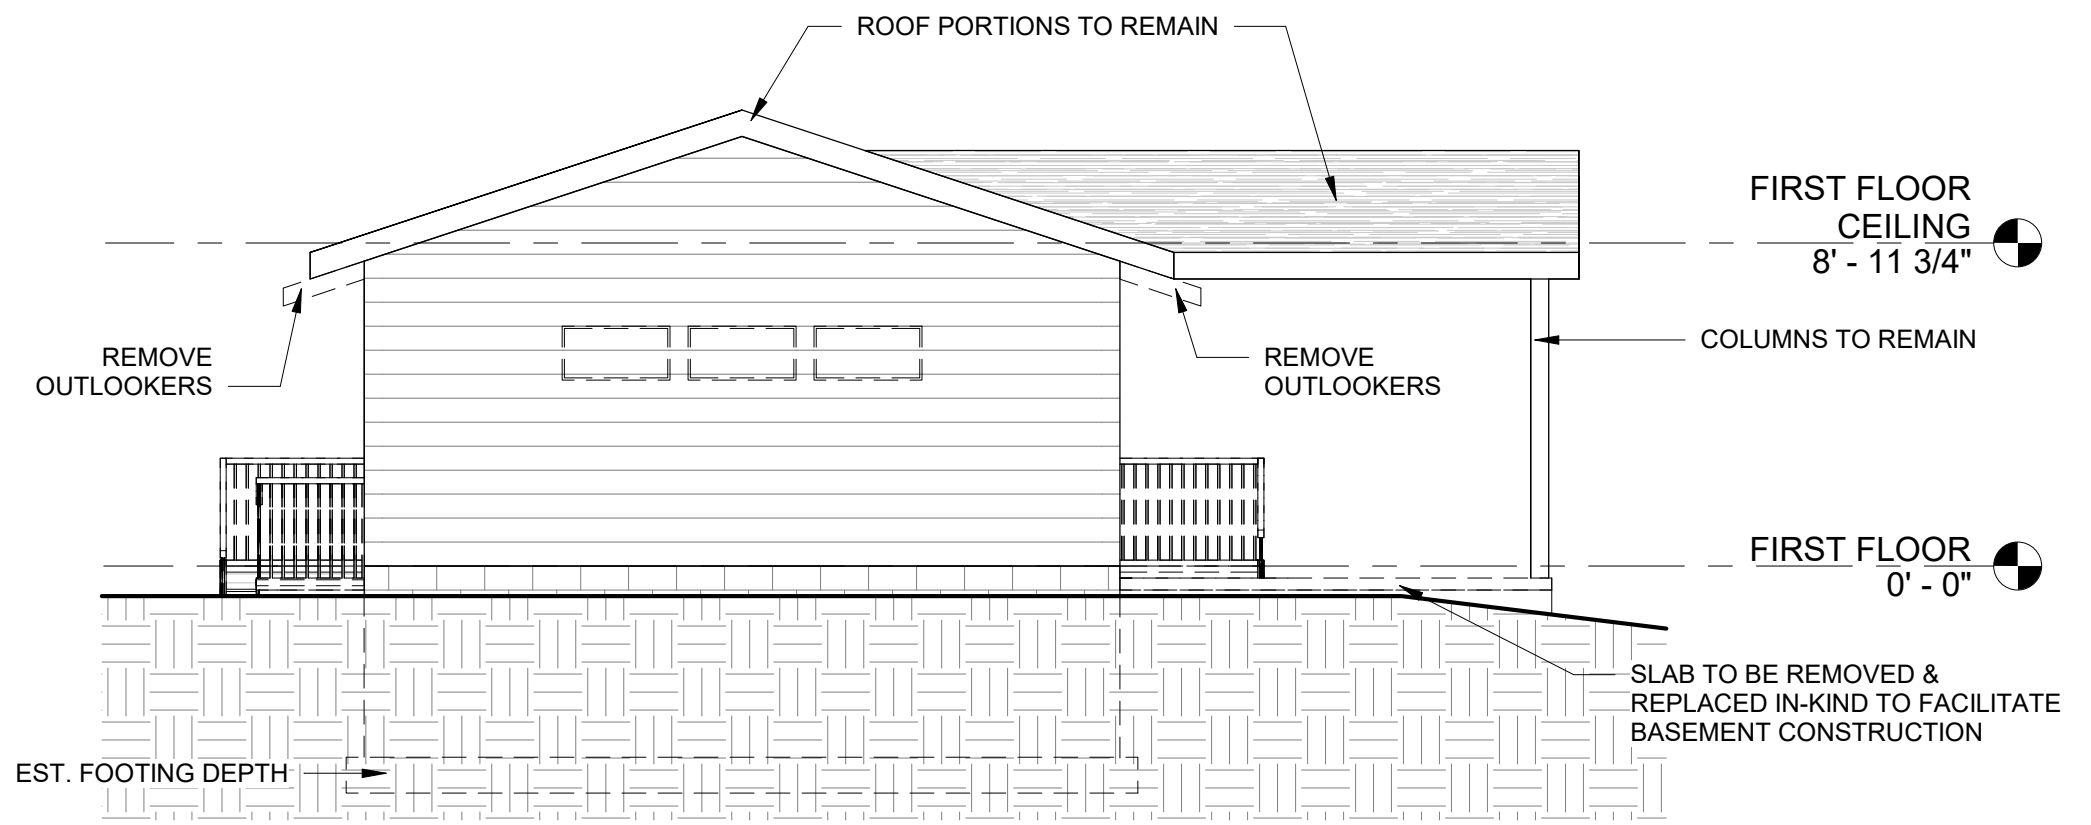 ROOF PORTIONS TO REMAIN
FIRST FLOOR
CEILING
8' - 11 3/4"
COLUMNS TO REMAIN
REMOVE
OUTLOOKERS
REMOVE
OUTLOOKERS
FIRST FLOOR
0' - 0"
SLAB TO BE REMOVED &
REPLACED IN-KIND TO FACILITATE
BASEMENT CONSTRUCTION
EST. FOOTING DEPTH